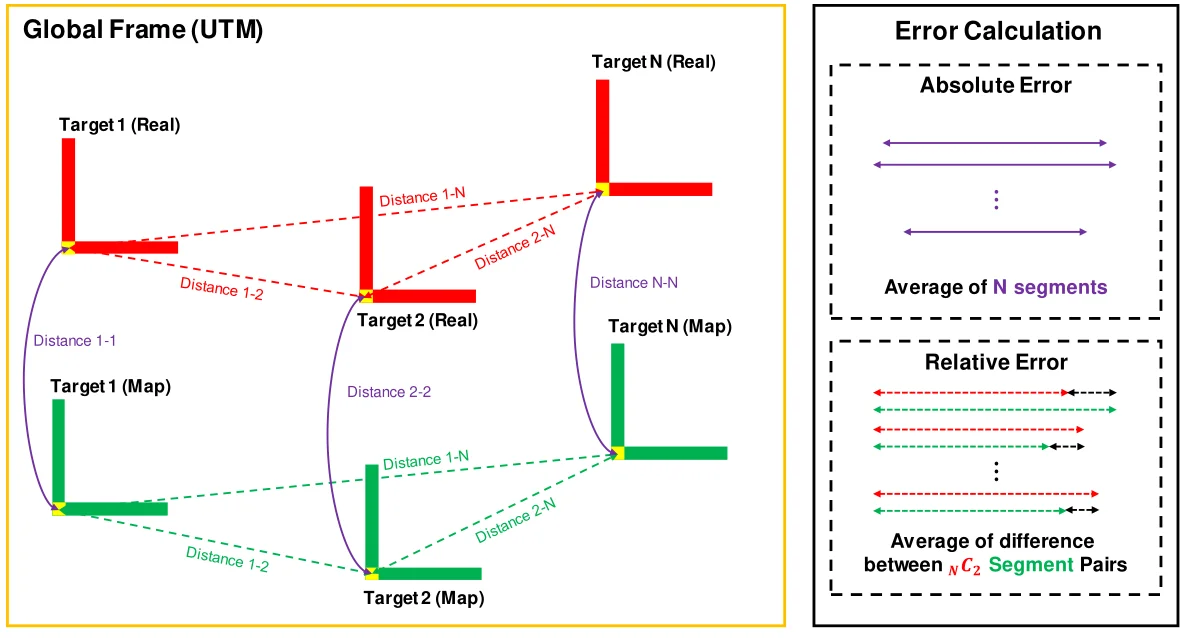 Global Frame (UTM)
Target N (Real)
Target 1 (Real)
Distance 1-N
Distance 2-N
Distance 1-2
Distance N-N
Target 2 (Real)
Target N (Map)
Distance 1-1
Target 1 (Map)
Distance 2-2
Distance 1-N
Distance 2-N
Distance 1-2
Target 2 (Map)
Error Calculation
Absolute Error
Average of N segments
Relative Error
Average of difference
between NC2 Segment Pairs